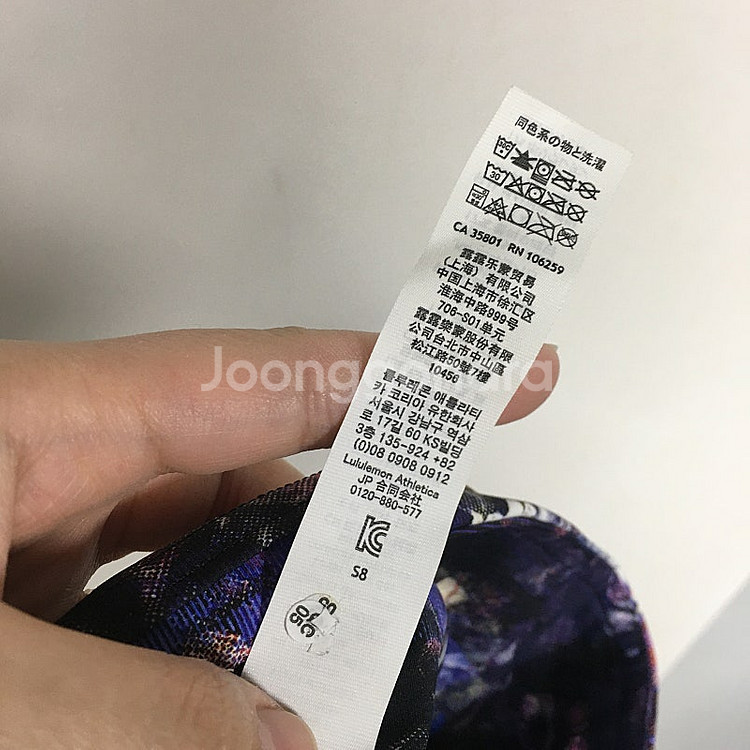 同色系の物と洗濯
30
CA 35801 RN 106259
露露乐蒙贸易
(上海) 有限公司
中国上海市徐汇区
淮海中路999号
706-S01单元
露露樂蒙股份有限
公司台北市中山區
松江路50號7樓
10456
Joonggonara
룰루레몬 애틀라티
카 코리아 유한회사
서울시 강남구 역삼
로 17길 60 KS빌딩
3층 135-924 +82
(0)08 0908 0912
Lululemon Athletica
JP 合同会社
0120-880-577
S8